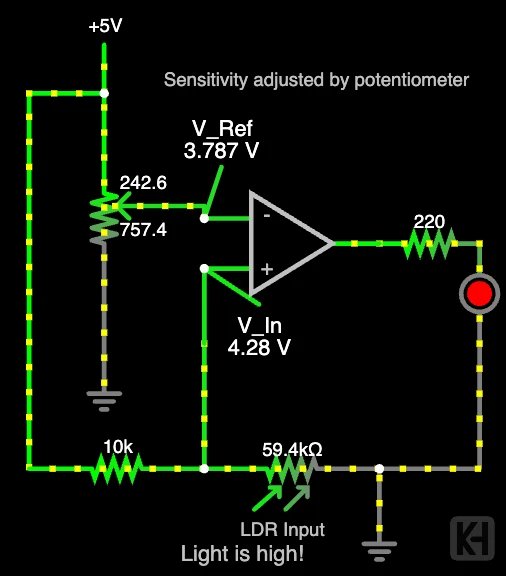 +5V
Sensitivity adjusted by potentiometer
V_Ref
3.787 V
242.6
757.4
-
+
220
V_In
4.28 V
10k
59.4kΩ
LDR Input
Light is high!
KH